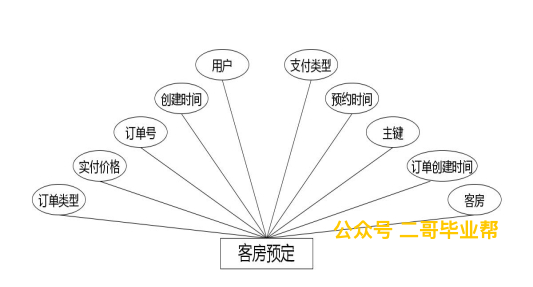 用户
支付类型
创建时间
预约时间
订单号
主键
实付价格
订单创建时间
订单类型
客房
公众号 二哥毕业帮
客房预定